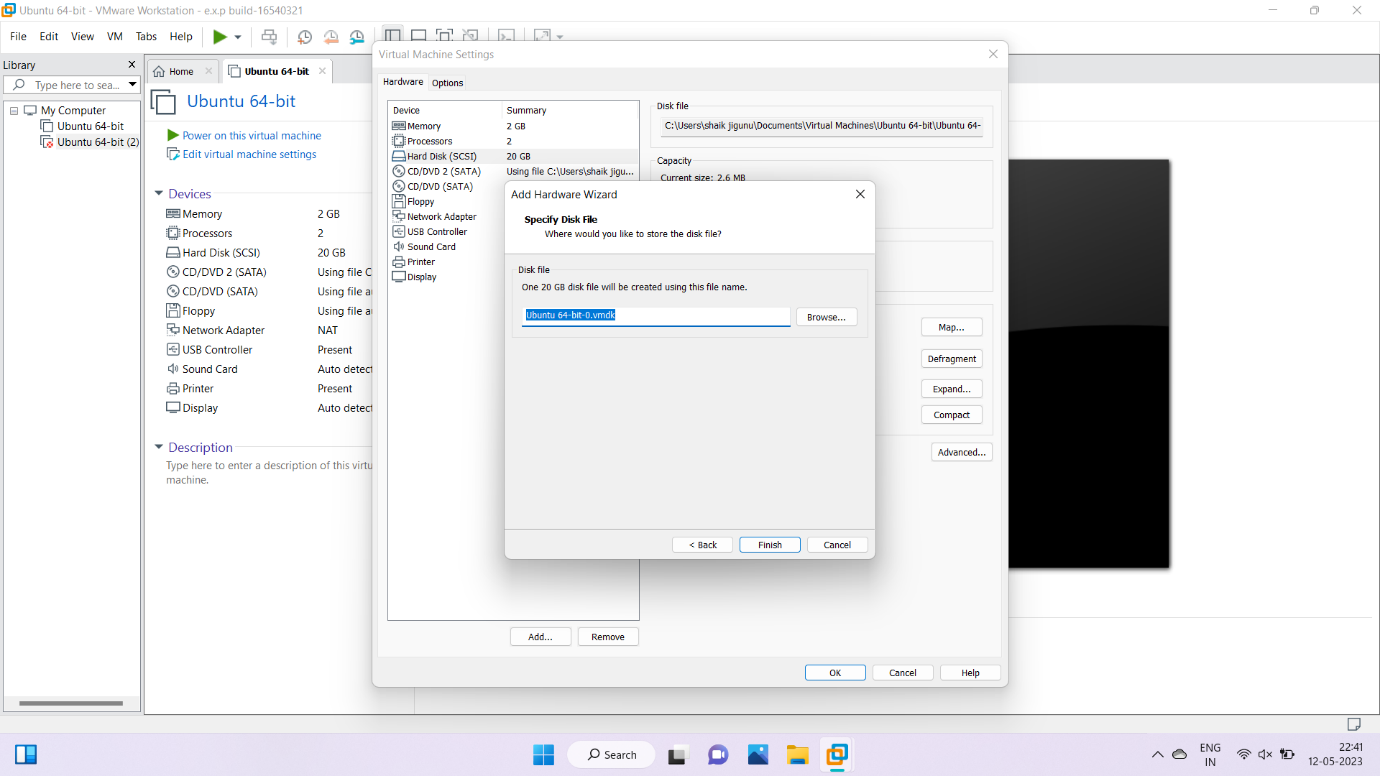 Ubuntu 64-bit - VMware Workstation - e.x.p build-16540321
File Edit View VM Tabs Help
Library
Type here to sea...
My Computer
Ubuntu 64-bit
Ubuntu 64-bit (2)
Home
Ubuntu 64-bit
Ubuntu 64-bit
Power on this virtual machine
Edit virtual machine settings
Devices
Memory 2 GB
Processors 2
Hard Disk (SCSI) 20 GB
CD/DVD 2 (SATA) Using file C
CD/DVD (SATA) Using file a
Floppy Using file a
Network Adapter NAT
USB Controller Present
Sound Card Auto detect
Printer Present
Display Auto detect
Description
Type here to enter a description of this virtu
machine.
Virtual Machine Settings
Hardware Options
Device Summary
Memory 2 GB
Processors 2
Hard Disk (SCSI) 20 GB
CD/DVD 2 (SATA) Using file C:\Users\shaik Jigu...
CD/DVD (SATA)
Floppy
Network Adapter
USB Controller
Sound Card
Printer
Display
Add... Remove
Disk file
C:\Users\shaik Jigunu\Documents\Virtual Machines\Ubuntu 64-bit\Ubuntu 64-
Capacity
Current size: 2.6 MB
Map...
Defragment
Expand...
Compact
Advanced...
OK Cancel Help
Add Hardware Wizard
Specify Disk File
Where would you like to store the disk file?
Disk file
One 20 GB disk file will be created using this file name.
Ubuntu 64-bit-0.vmdk
Browse...
< Back Finish Cancel
Search
ENG
IN
22:41
12-05-2023